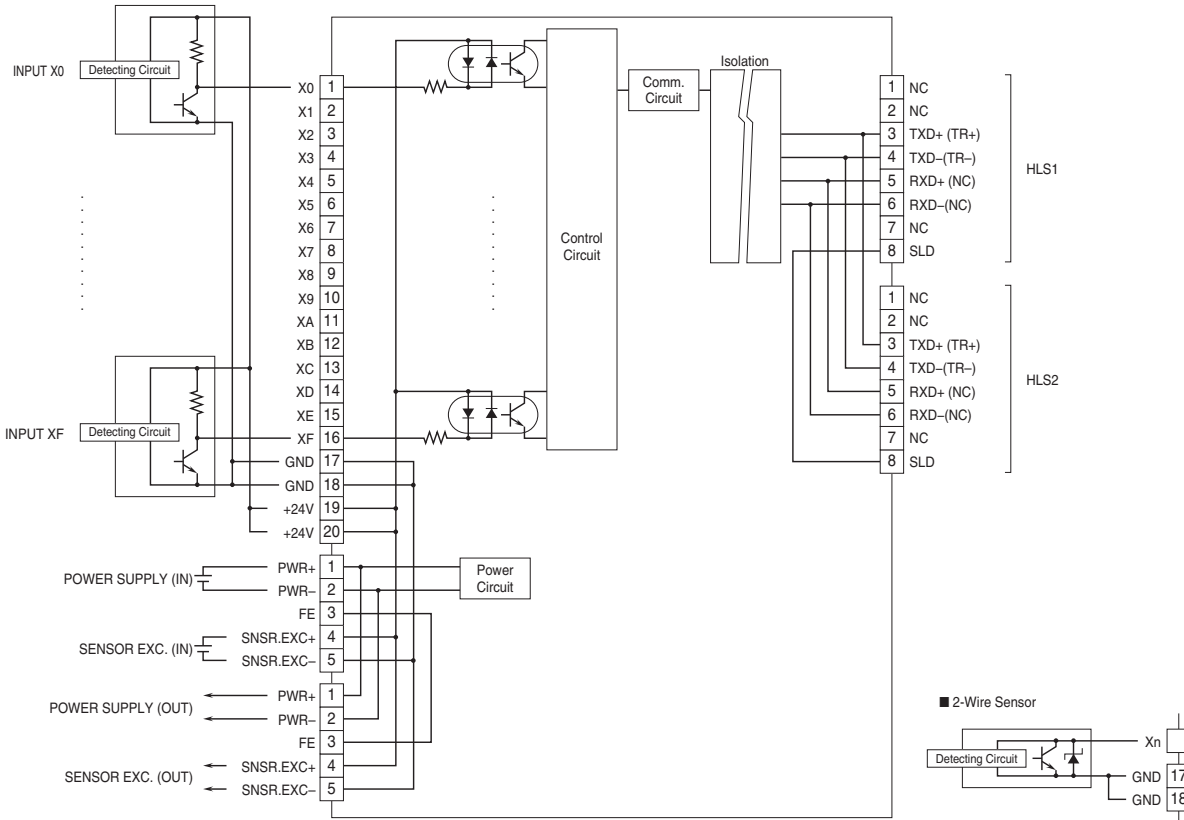 INPUT X0
Detecting Circuit
X0 1
X1 2
X2 3
X3 4
X4 5
X5 6
X6 7
X7 8
X8 9
X9 10
XA 11
XB 12
XC 13
XD 14
XE 15
XF 16
GND 17
GND 18
+24V 19
+24V 20
INPUT XF
Detecting Circuit
POWER SUPPLY (IN)
PWR+ 1
PWR− 2
FE 3
SENSOR EXC. (IN)
SNSR.EXC+ 4
SNSR.EXC− 5
POWER SUPPLY (OUT)
PWR+ 1
PWR− 2
FE 3
SENSOR EXC. (OUT)
SNSR.EXC+ 4
SNSR.EXC− 5
Control
Circuit
Power
Circuit
Comm.
Circuit
Isolation
1 NC
2 NC
3 TXD+ (TR+)
4 TXD−(TR−)
5 RXD+ (NC)
6 RXD−(NC)
7 NC
8 SLD
HLS1
1 NC
2 NC
3 TXD+ (TR+)
4 TXD−(TR−)
5 RXD+ (NC)
6 RXD−(NC)
7 NC
8 SLD
HLS2
■ 2-Wire Sensor
Detecting Circuit
Xn
GND 17
GND 18